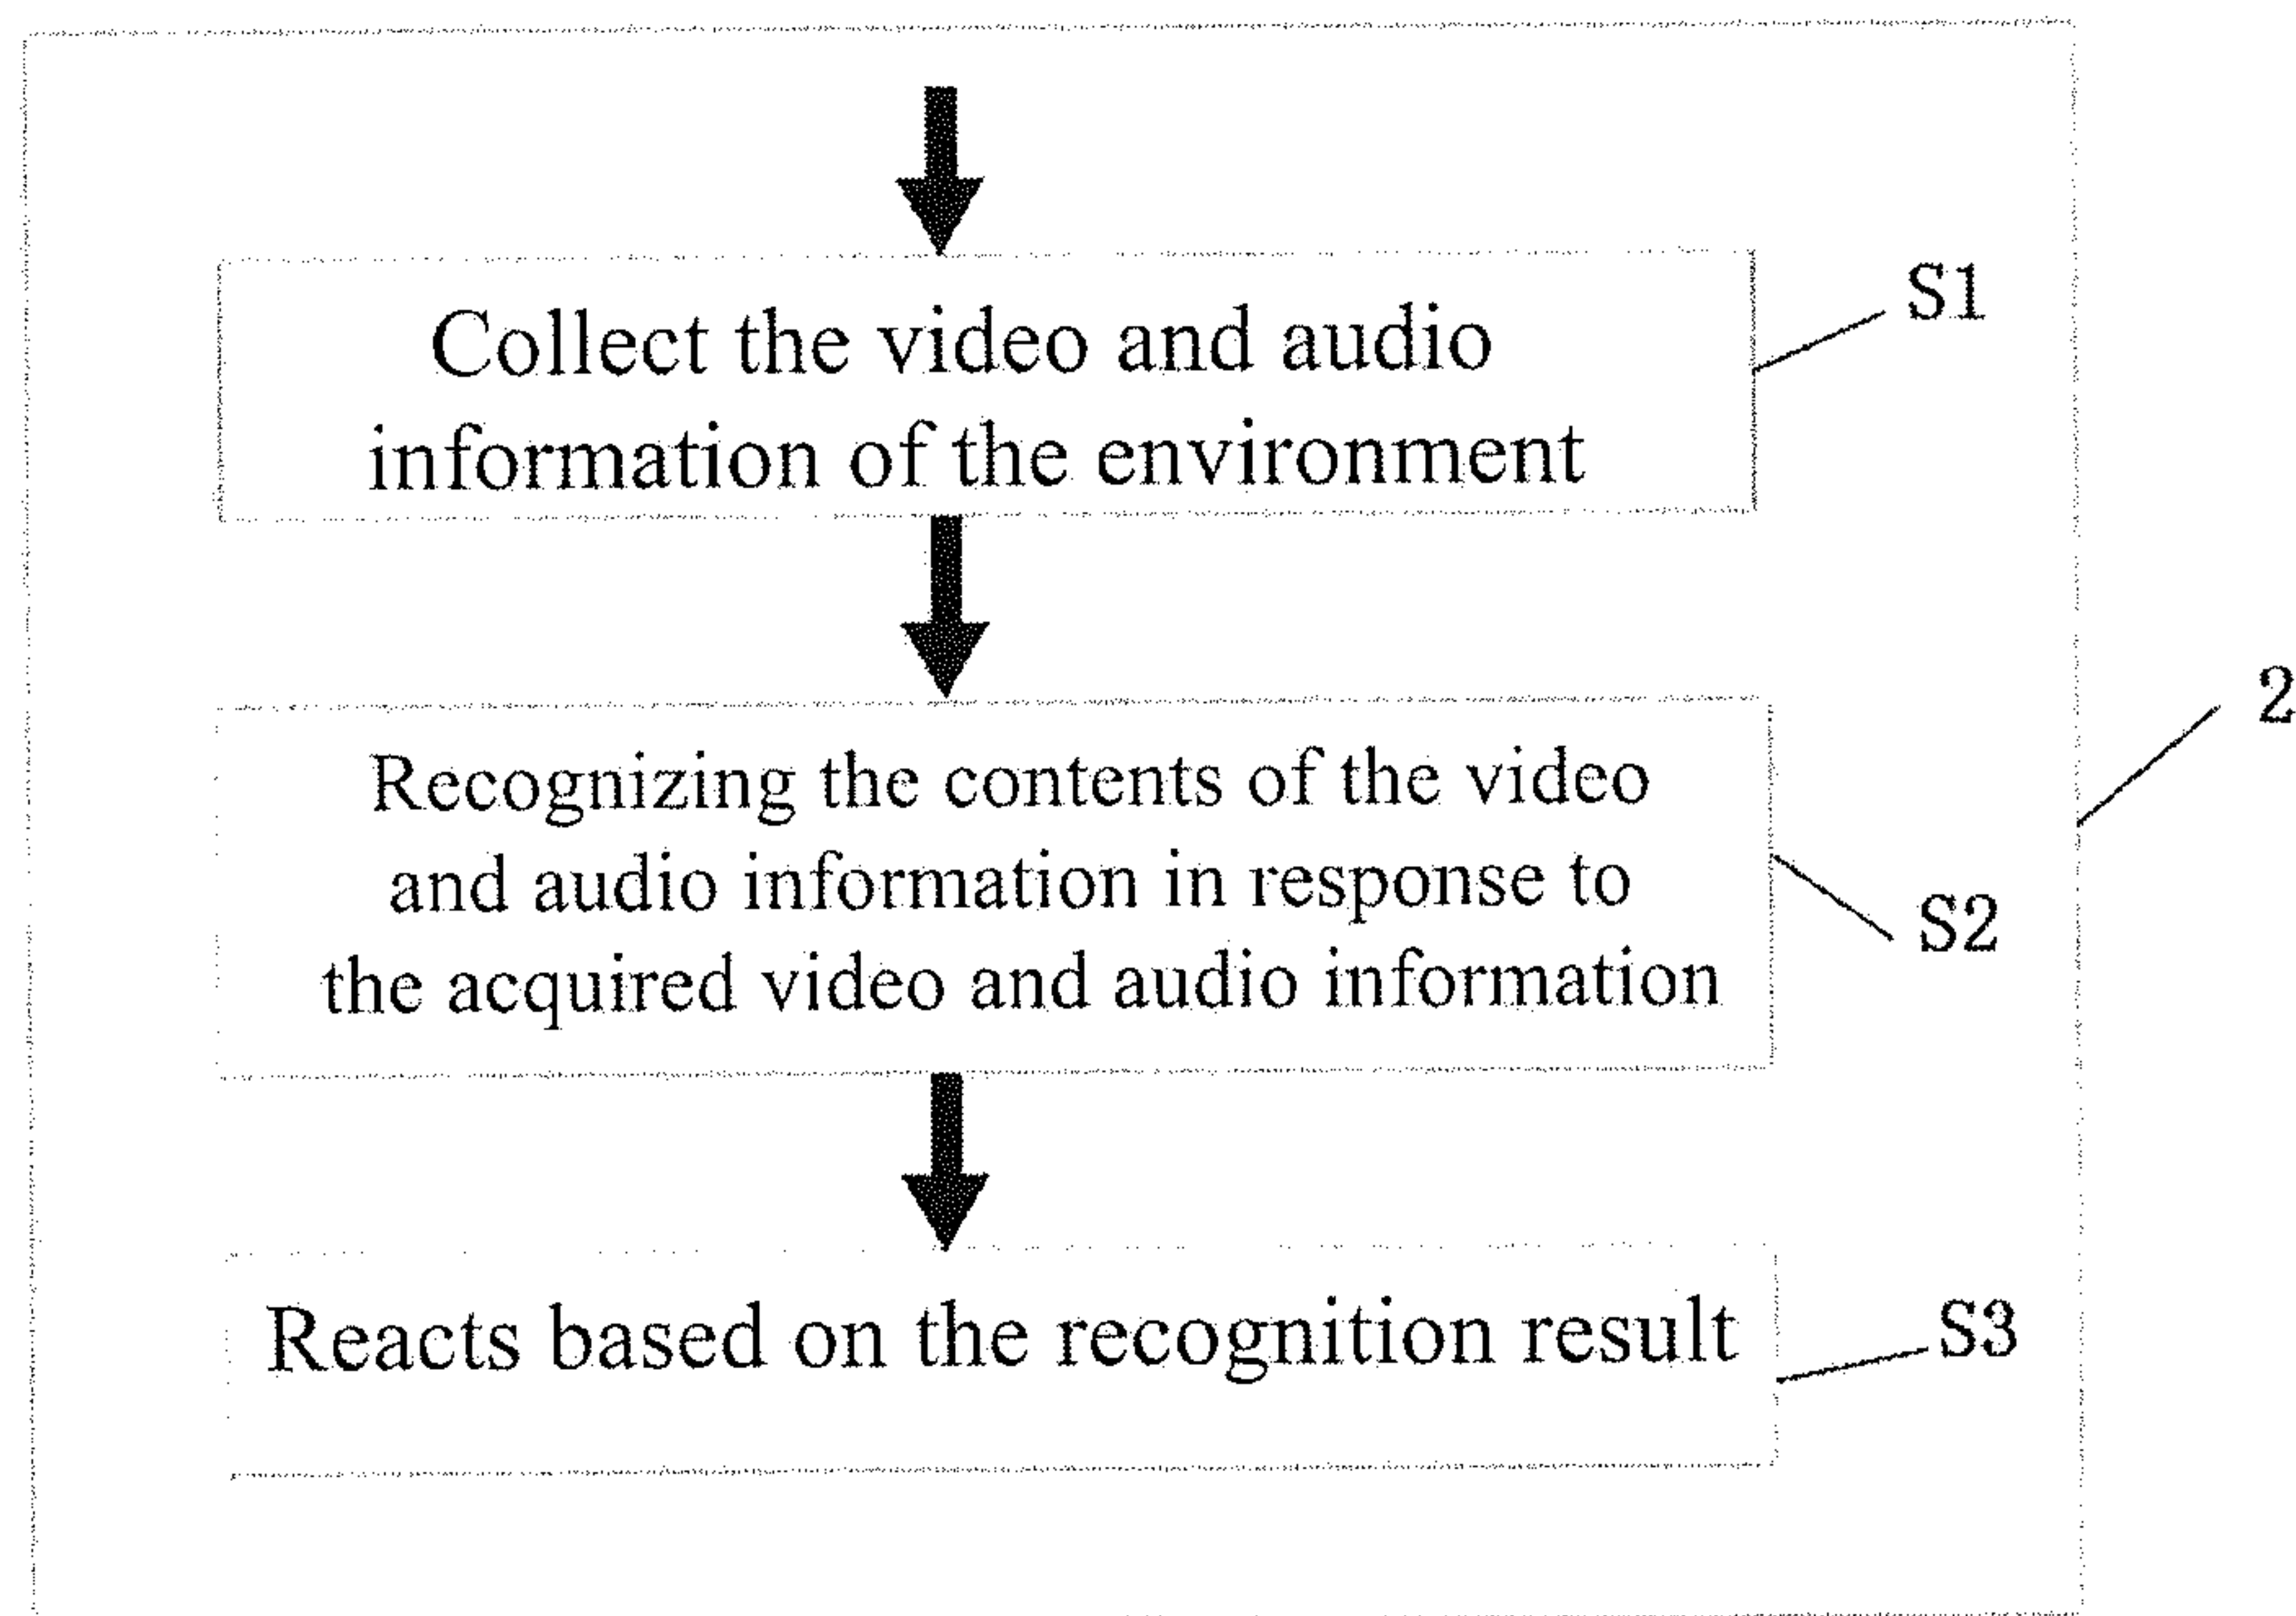 Collect the video and audio
information of the environment
S1
Recognizing the contents of the video
and audio information in response to
the acquired video and audio information
S2
2
Reacts based on the recognition result
S3